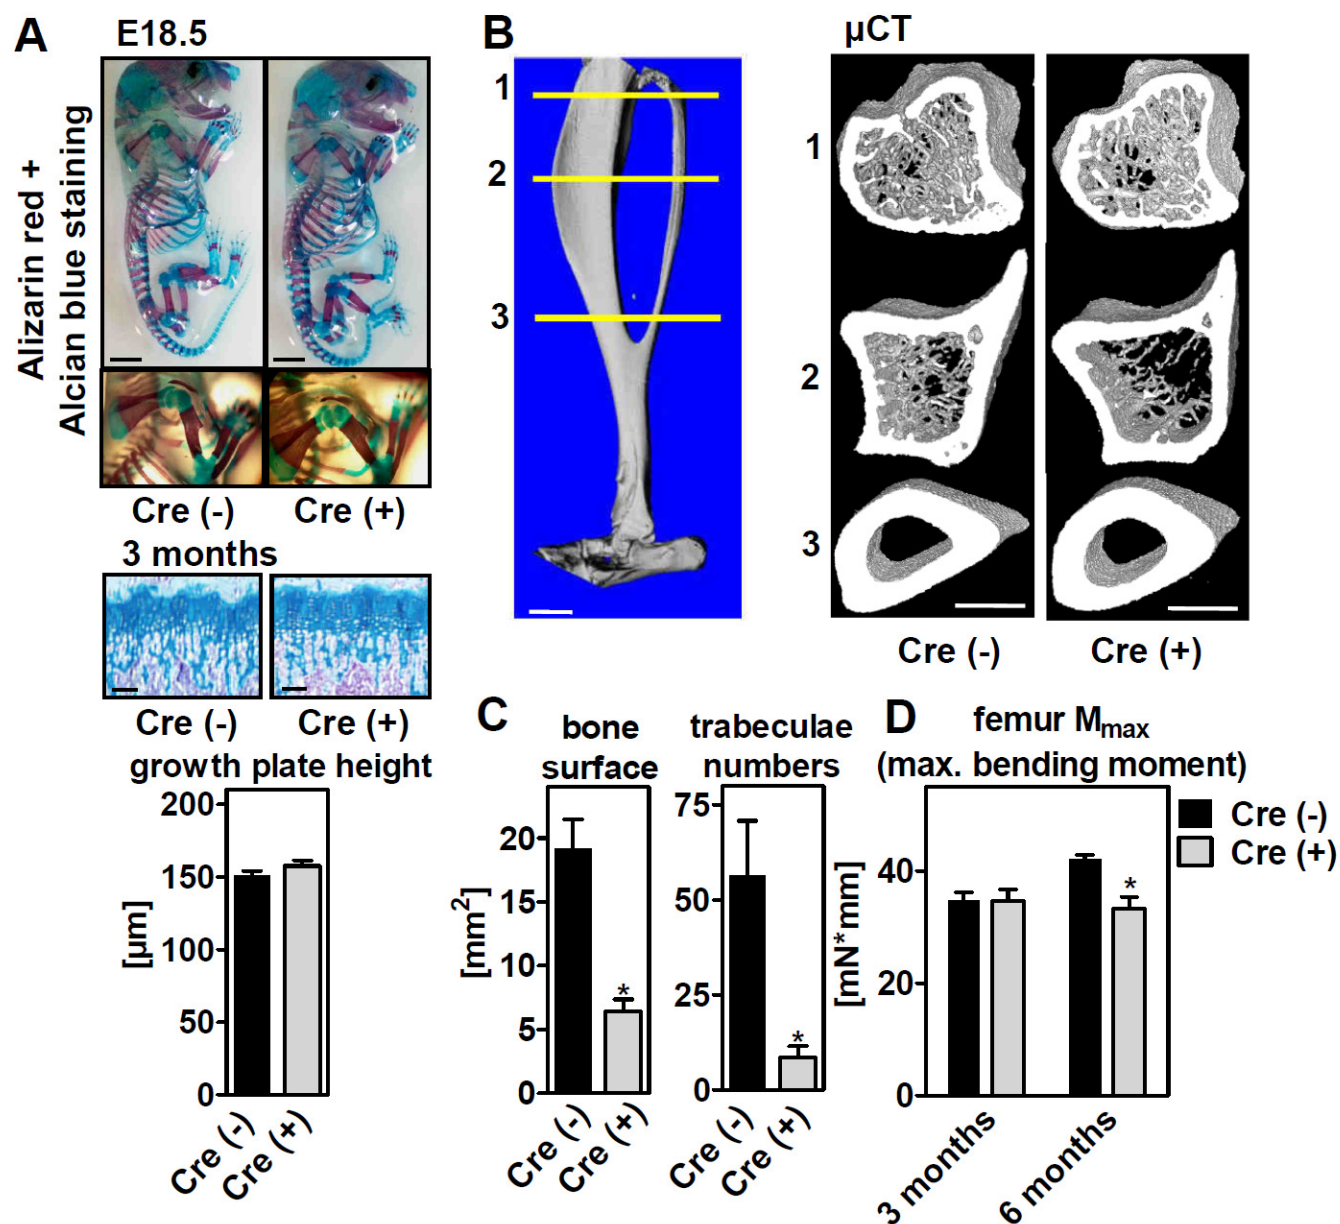 A
E18.5
Alizarin red +
Alcian blue staining
Cre (-)
Cre (+)
3 months
Cre (-)
Cre (+)
growth plate height
[µm]
200
150
100
50
0
Cre (-)
Cre (+)
B
1
2
3
µCT
1
2
3
Cre (-)
Cre (+)
C
bone
surface
[mm²]
20
15
10
5
0
*
Cre (-)
Cre (+)
trabeculae
numbers
75
50
25
0
*
Cre (-)
Cre (+)
D
femur Mmax
(max. bending moment)
[mN*mm]
40
20
0
*
3 months
6 months
Cre (-)
Cre (+)